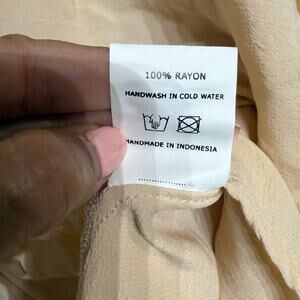 100% RAYON
HANDWASH IN COLD WATER
HANDMADE IN INDONESIA